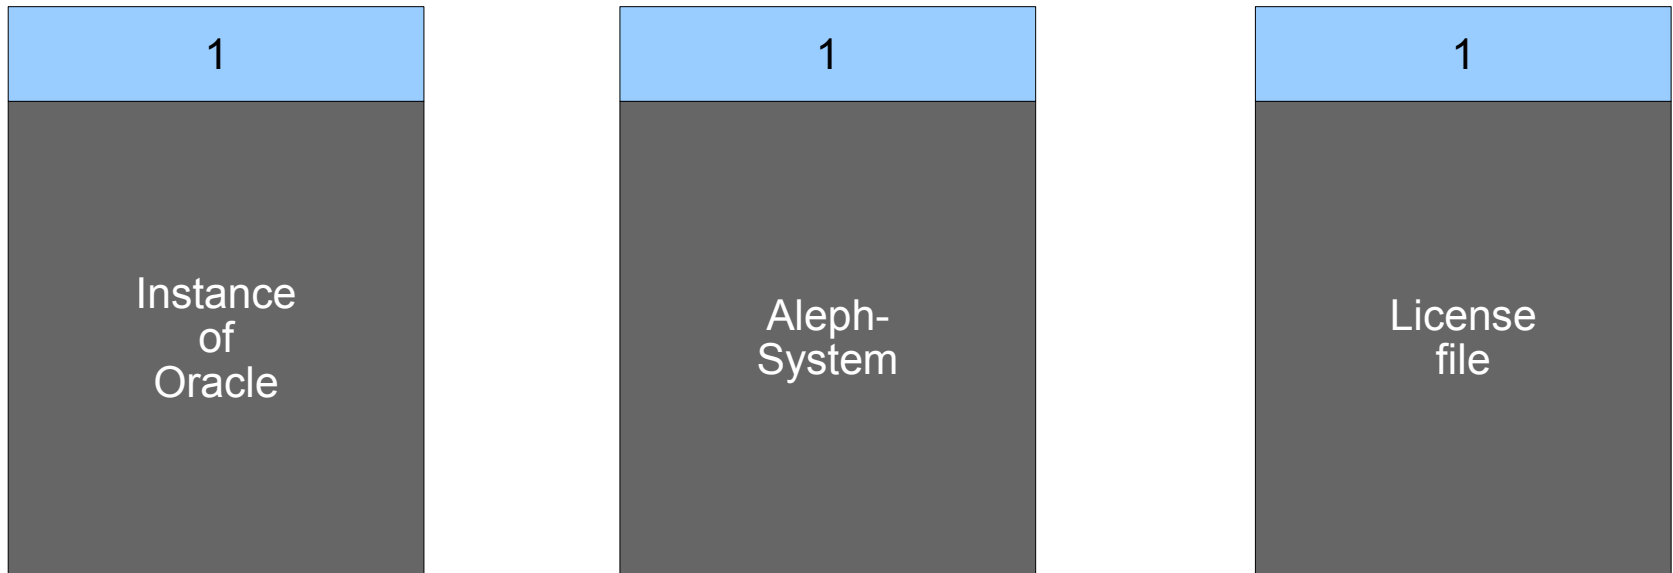 1
Instance
of
Oracle
1
Aleph-
System
1
License
file